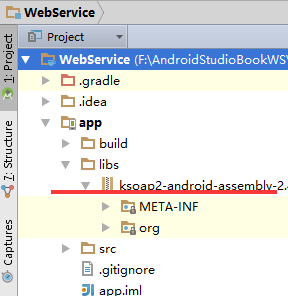 WebService
1: Project
Project
WebService (F:\AndroidStudioBookWS\
.gradle
.idea
app
build
libs
ksoap2-android-assembly-2.
META-INF
org
src
.gitignore
app.iml
7: Structure
Captures